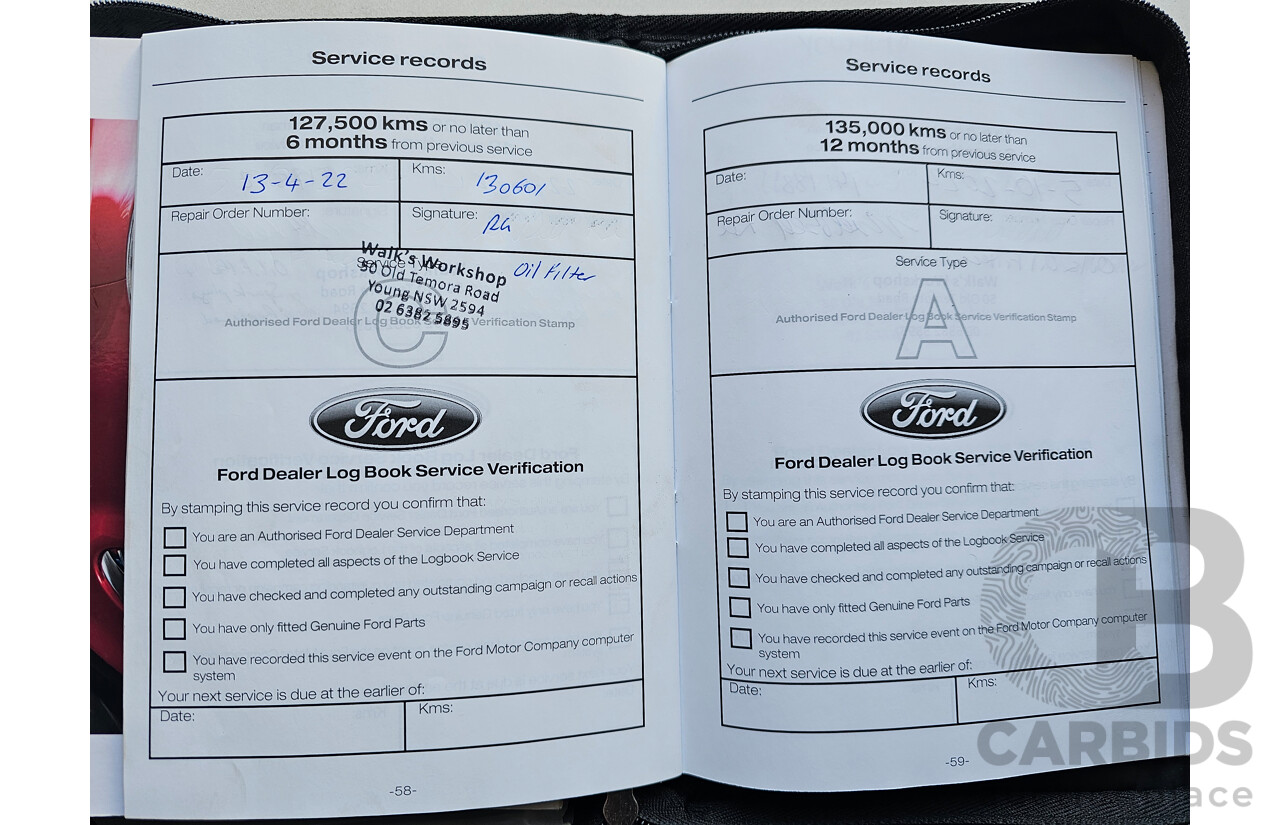 Service records
127,500 kms or no later than
6 months from previous service
Date: 13-4-22
Kms: 130601
Repair Order Number:
Signature: RG
Service Type
Walk's Workshop
50 Old Temora Road
Young NSW 2594
02 6382 5895
Oil Filter
C
Authorised Ford Dealer Log Book Service Verification Stamp
Ford
Ford Dealer Log Book Service Verification
By stamping this service record you confirm that:
You are an Authorised Ford Dealer Service Department
You have completed all aspects of the Logbook Service
You have checked and completed any outstanding campaign or recall actions
You have only fitted Genuine Ford Parts
You have recorded this service event on the Ford Motor Company computer
system
Your next service is due at the earlier of:
Date:
Kms:
-58-
Service records
135,000 kms or no later than
12 months from previous service
Date:
Kms:
Repair Order Number:
Signature:
Service Type
A
Authorised Ford Dealer Log Book Service Verification Stamp
Ford
Ford Dealer Log Book Service Verification
By stamping this service record you confirm that:
You are an Authorised Ford Dealer Service Department
You have completed all aspects of the Logbook Service
You have checked and completed any outstanding campaign or recall actions
You have only fitted Genuine Ford Parts
You have recorded this service event on the Ford Motor Company computer
system
Your next service is due at the earlier of:
Date:
Kms:
-59-
CB
CARBIDS
ace